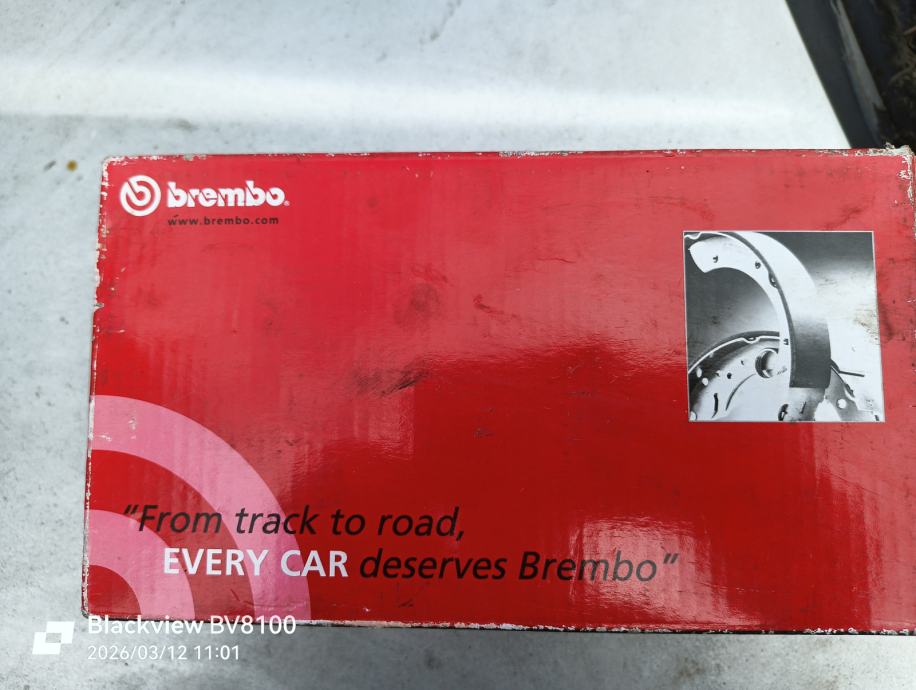 brembo®
www.brembo.com
"From track to road,
EVERY CAR deserves Brembo"
Blackview BV8100
2026/03/12 11:01